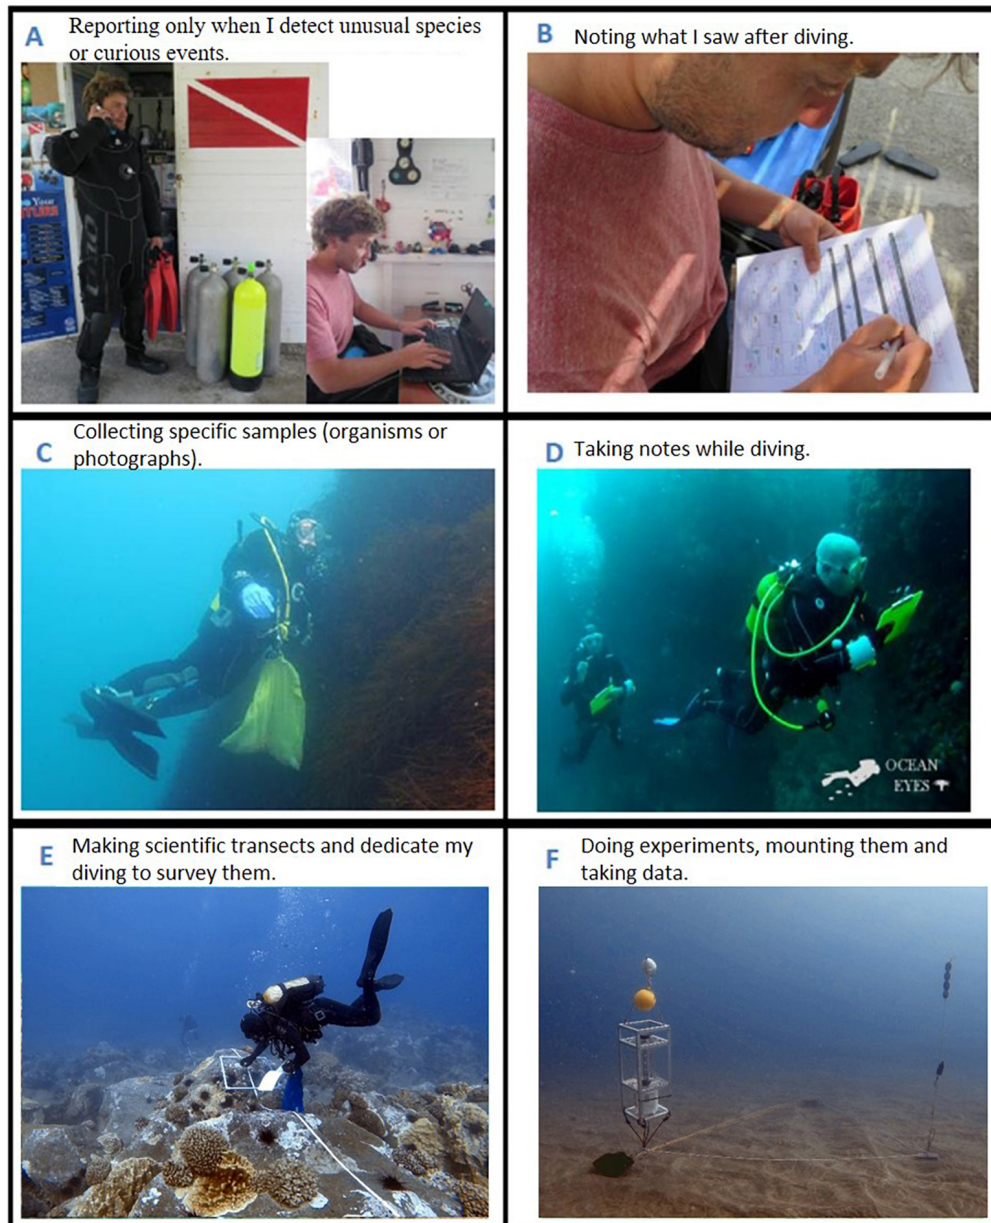 A Reporting only when I detect unusual species
or curious events.
B Noting what I saw after diving.
Your
C Collecting specific samples (organisms or
photographs).
D Taking notes while diving.
OCEAN
EYES
E Making scientific transects and dedicate my
diving to survey them.
F Doing experiments, mounting them and
taking data.